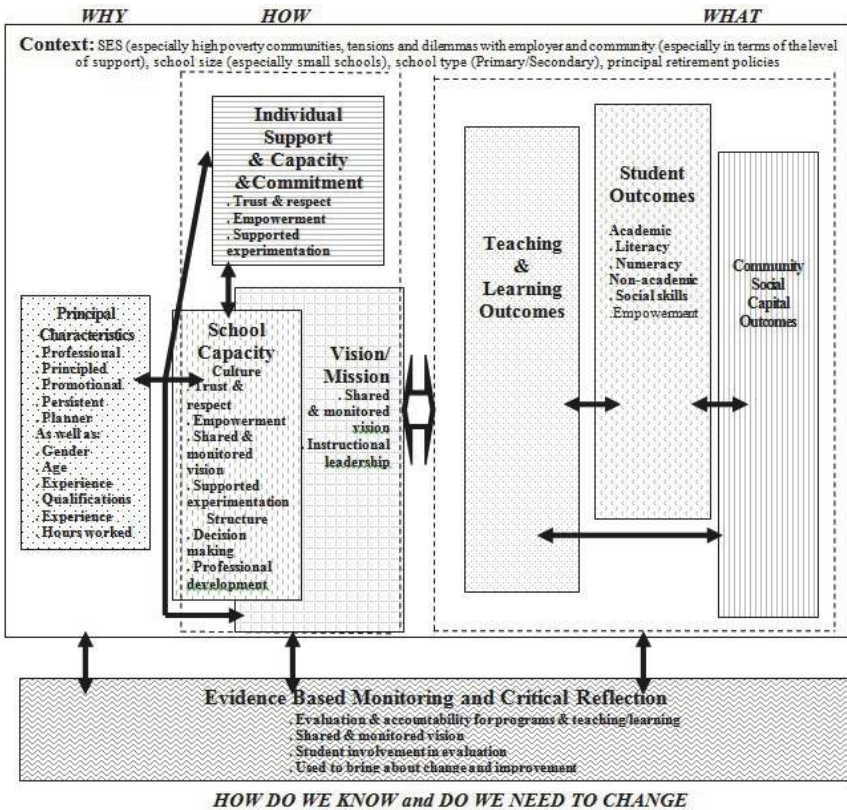 WHY HOW WHAT
Context: SES (especially high poverty communities, tensions and dilemmas with employer and community (especially in terms of the level
of support), school size (especially small schools), school type (Primary/Secondary), principal retirement policies
Individual
Support
& Capacity
&Commitment
. Trust & respect
. Empowerment
. Supported
experimentation
Principal
Characteristics
. Professional
. Principled
. Promotional
. Persistent
. Planner
As well as:
. Gender
. Age
. Experience
. Qualifications
. Experience
. Hours worked
School
Capacity
Culture
. Trust &
respect
. Empowerment
. Shared &
monitored
vision
. Supported
experimentation
Structure
. Decision
making
. Professional
development
Vision/
Mission
. Shared
& monitored
vision
. Instructional
leadership
Teaching
&
Learning
Outcomes
Student
Outcomes
Academic
. Literacy
. Numeracy
Non-academic
. Social skills
. Empowerment
Community
Social
Capital
Outcomes
Evidence Based Monitoring and Critical Reflection
. Evaluation & accountability for programs & teaching/learning
. Shared & monitored vision
. Student involvement in evaluation
. Used to bring about change and improvement
HOW DO WE KNOW and DO WE NEED TO CHANGE